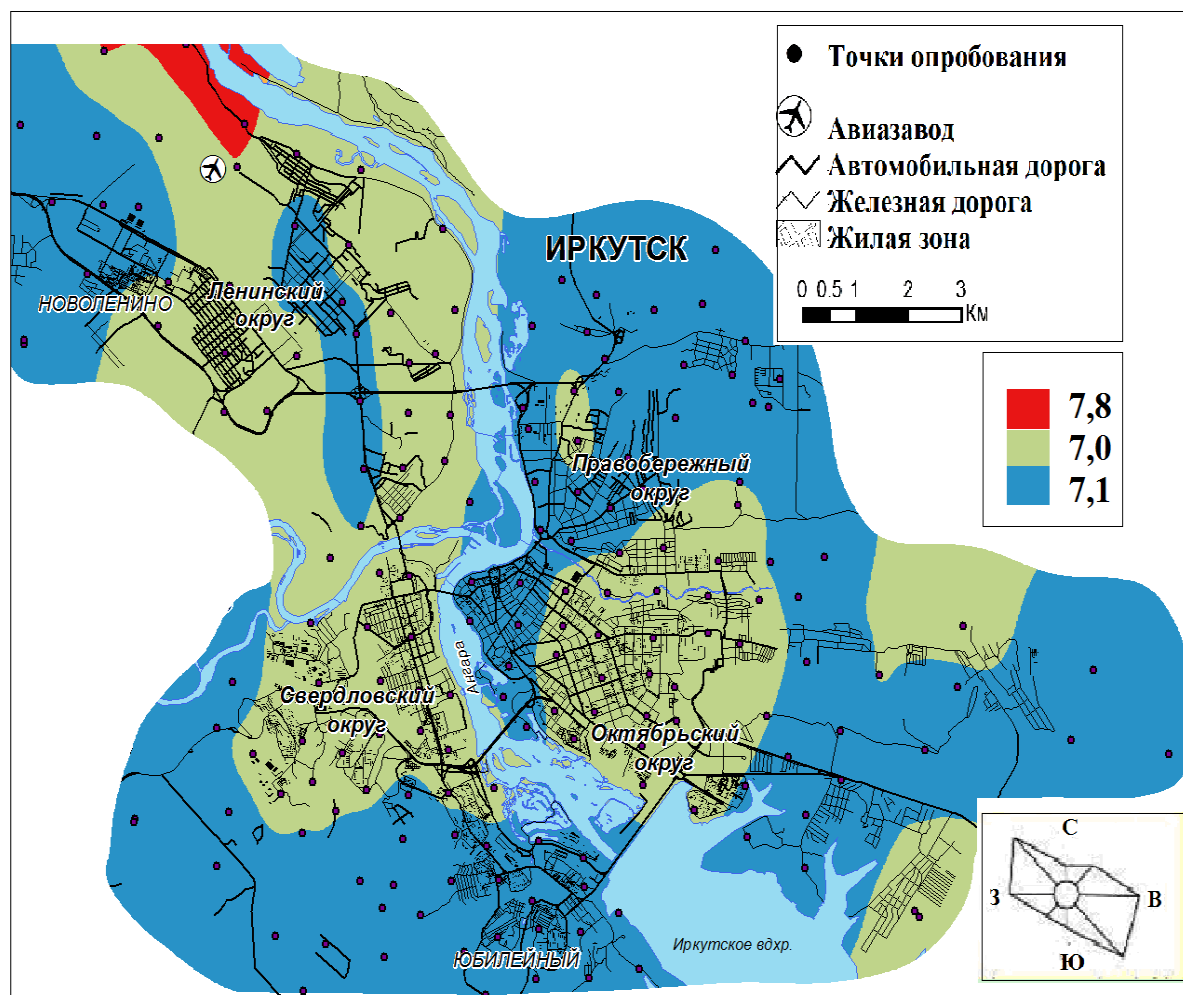 Точки опробования
Авиазавод
Автомобильная дорога
Железная дорога
Жилая зона
ИРКУТСК
0 0.5 1 2 3
Км
НОВОЛЕНИНО
Ленинский
округ
7,8
7,0
7,1
Правобережный
округ
Ангара
Свердловский
округ
Октябрьский
округ
С
З
В
Ю
Иркутское вдхр.
ЮБИЛЕЙНЫЙ